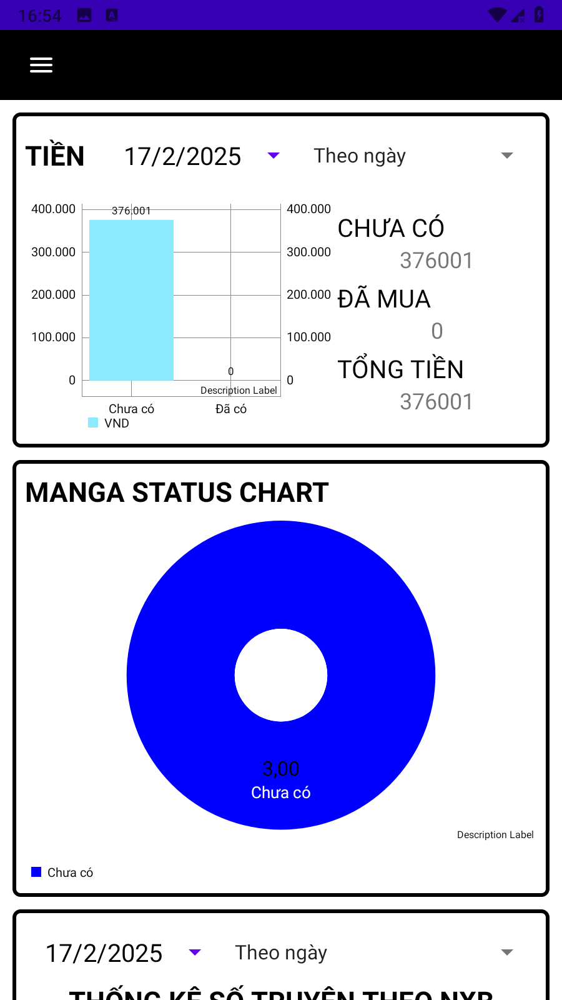 16:54
TIỀN 17/2/2025 Theo ngày
400.000 376.001 400.000
300.000 300.000
200.000 200.000
100.000 100.000
0 0 0
Description Label
Chưa có Đã có
VND
CHƯA CÓ
376001
ĐÃ MUA
0
TỔNG TIỀN
376001
MANGA STATUS CHART
3,00
Chưa có
Description Label
Chưa có
17/2/2025 Theo ngày
THỐNG KÊ SỐ TRUYỆN THEO NXB